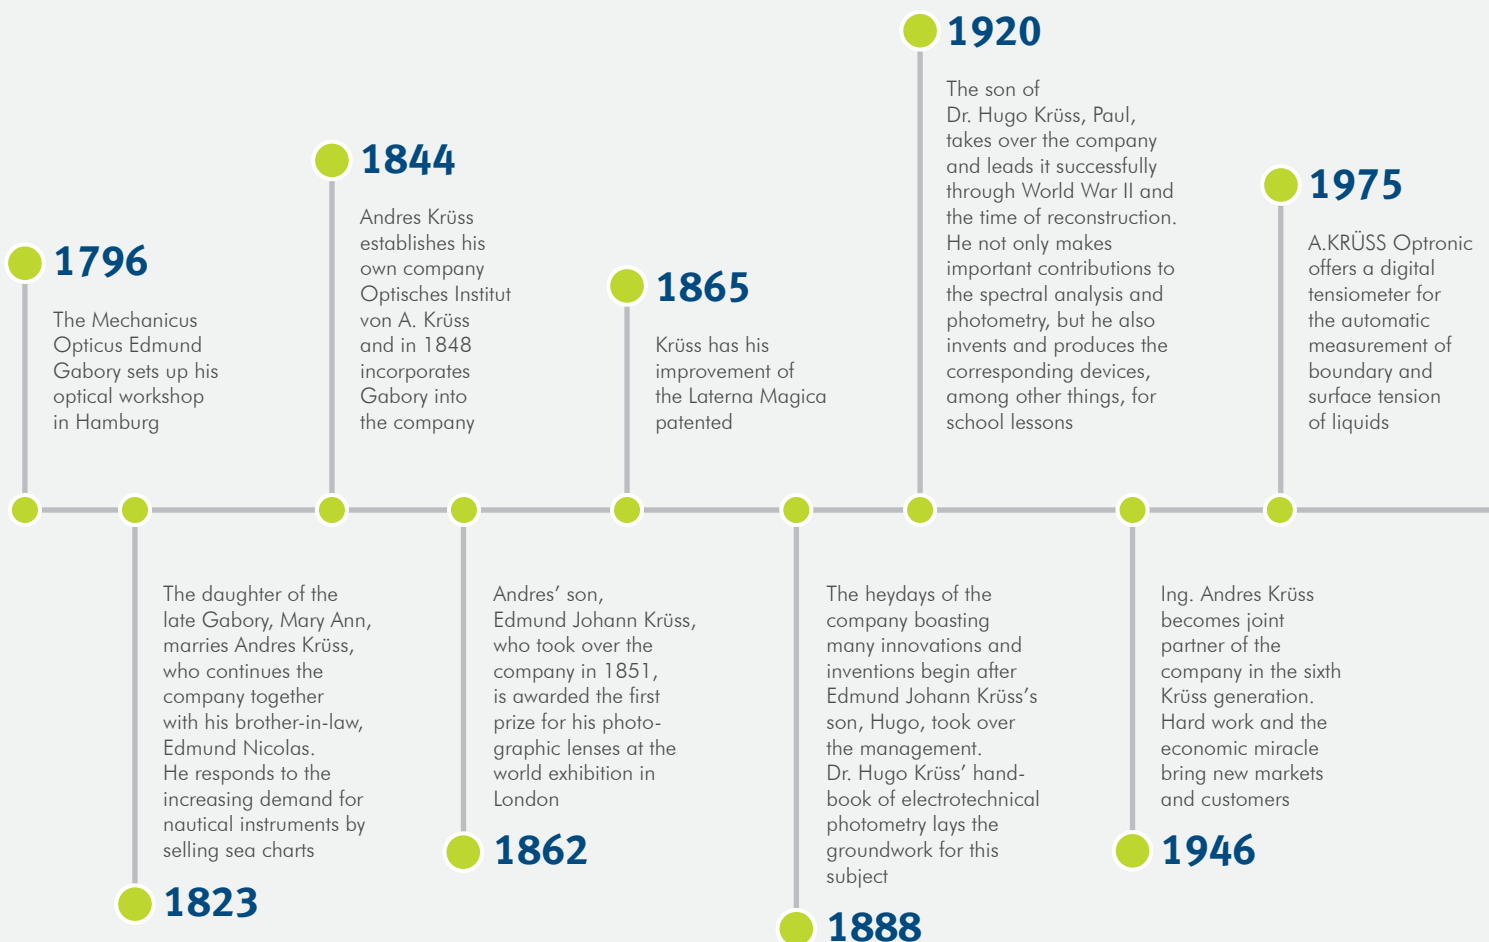 1796
The Mechanicus
Opticus Edmund
Gabory sets up his
optical workshop
in Hamburg
The daughter of the
late Gabory, Mary Ann,
marries Andres Krüss,
who continues the
company together
with his brother-in-law,
Edmund Nicolas.
He responds to the
increasing demand for
nautical instruments by
selling sea charts
1823
1844
Andres Krüss
establishes his
own company
Optisches Institut
von A. Krüss
and in 1848
incorporates
Gabory into
the company
Andres’ son,
Edmund Johann Krüss,
who took over the
company in 1851,
is awarded the first
prize for his photo-
graphic lenses at the
world exhibition in
London
1862
1865
Krüss has his
improvement of
the Laterna Magica
patented
The heydays of the
company boasting
many innovations and
inventions begin after
Edmund Johann Krüss’s
son, Hugo, took over
the management.
Dr. Hugo Krüss’ hand-
book of electrotechnical
photometry lays the
groundwork for this
subject
1888
1920
The son of
Dr. Hugo Krüss, Paul,
takes over the company
and leads it successfully
through World War II and
the time of reconstruction.
He not only makes
important contributions to
the spectral analysis and
photometry, but he also
invents and produces the
corresponding devices,
among other things, for
school lessons
Ing. Andres Krüss
becomes joint
partner of the
company in the sixth
Krüss generation.
Hard work and the
economic miracle
bring new markets
and customers
1946
1975
A.KRÜSS Optronic
offers a digital
tensiometer for
the automatic
measurement of
boundary and
surface tension
of liquids